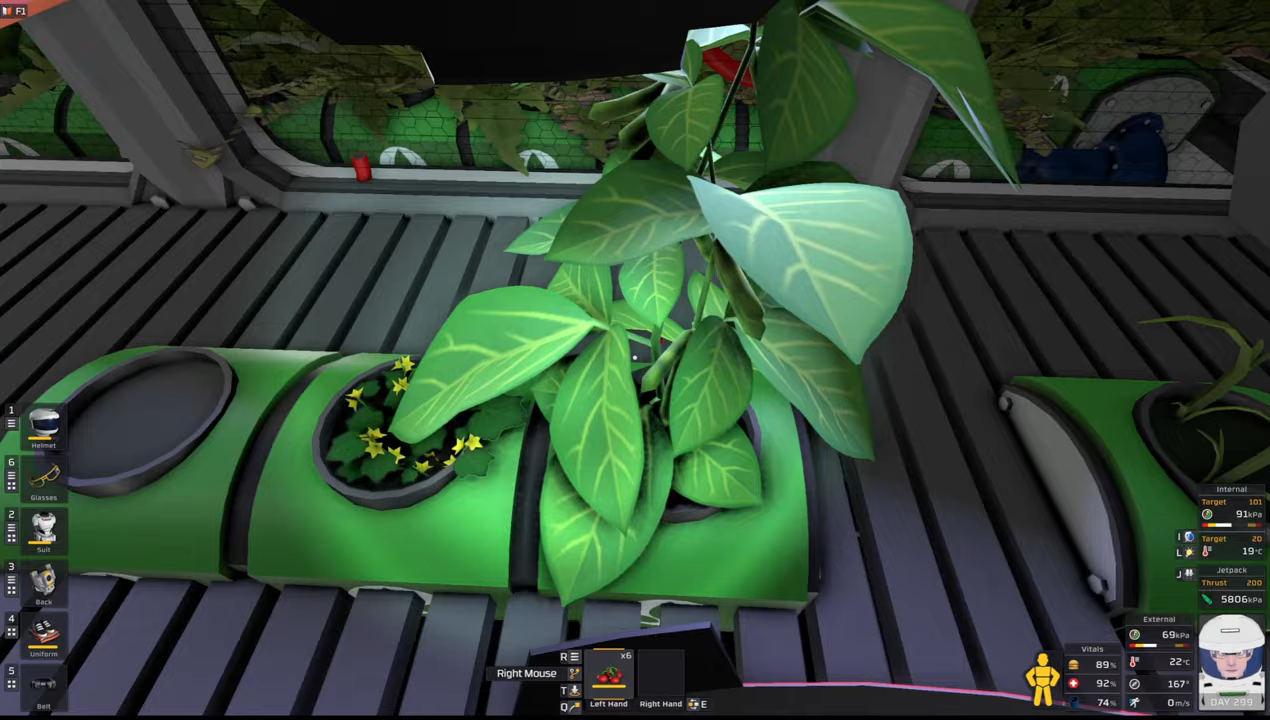 F1
1
Helmet
6
Glasses
2
Suit
3
Back
4
Uniform
5
Belt
Right Mouse
R
T
Q
x6
Left Hand
Right Hand
E
Internal
Target 101
91kPa
I
Target 20
L
19°C
Jetpack
J
Thrust 200
5806kPa
External
69kPa
22°C
167°
0m/s
Vitals
89%
92%
74%
DAY 299